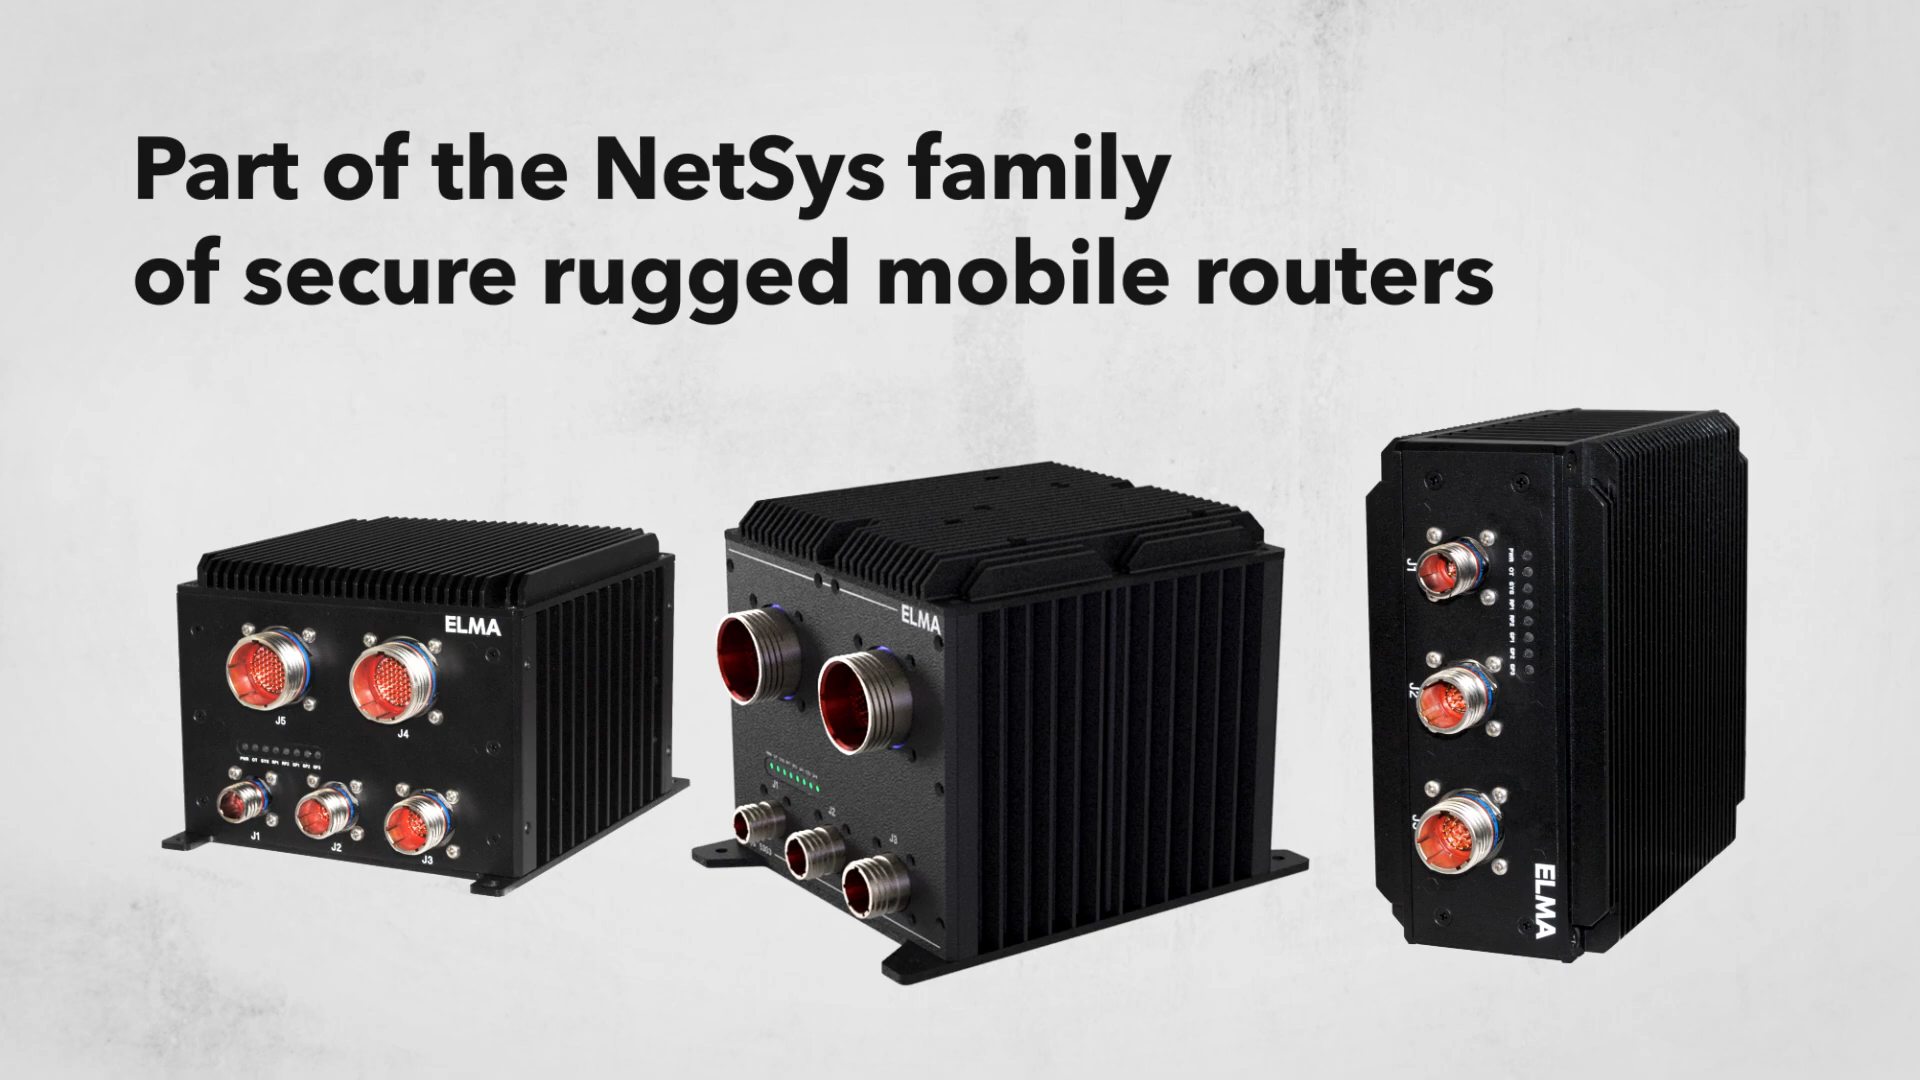 Part of the NetSys family
of secure rugged mobile routers
ELMA
J5
J4
J1
J2
J3
ELMA
J1
J2
J3
J1
J2
ELMA